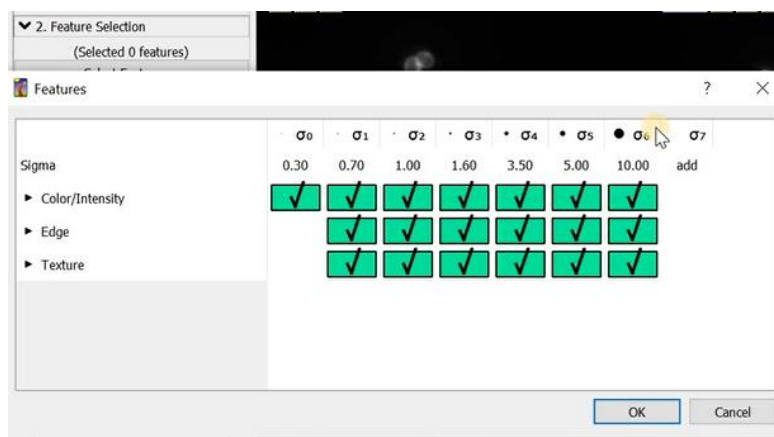 2. Feature Selection
(Selected 0 features)
Features
?
σ0 σ1 σ2 σ3 σ4 σ5 σ6 σ7
Sigma 0.30 0.70 1.00 1.60 3.50 5.00 10.00 add
Color/Intensity
Edge
Texture
OK Cancel